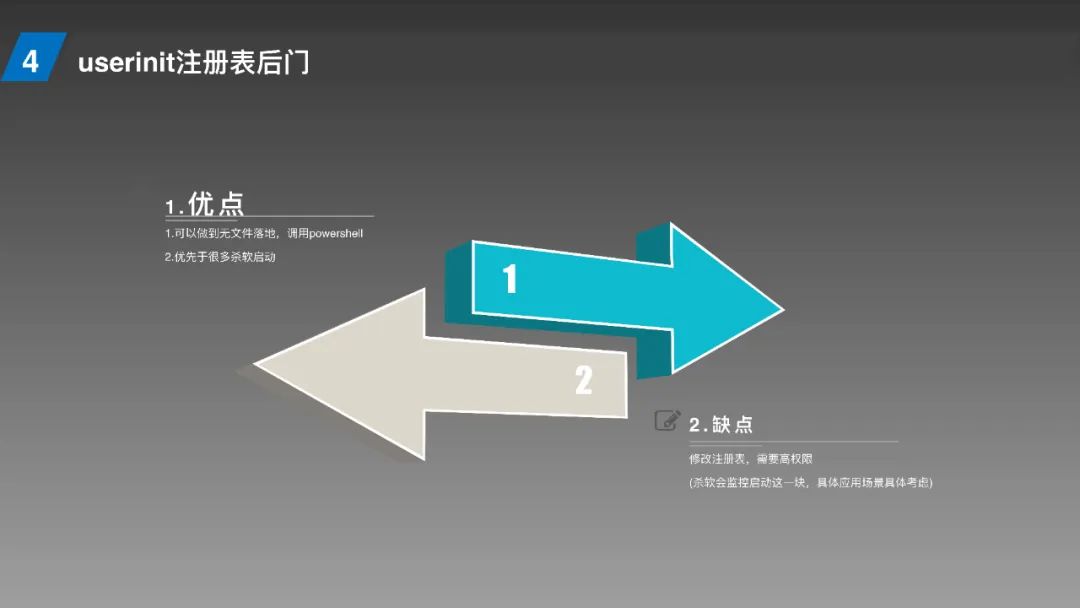 4
userinit注册表后门
1.优点
1.可以做到无文件落地，调用powershell
2.优先于很多杀软启动
1
2
2.缺点
修改注册表，需要高权限
(杀软会监控启动这一块，具体应用场景具体考虑)